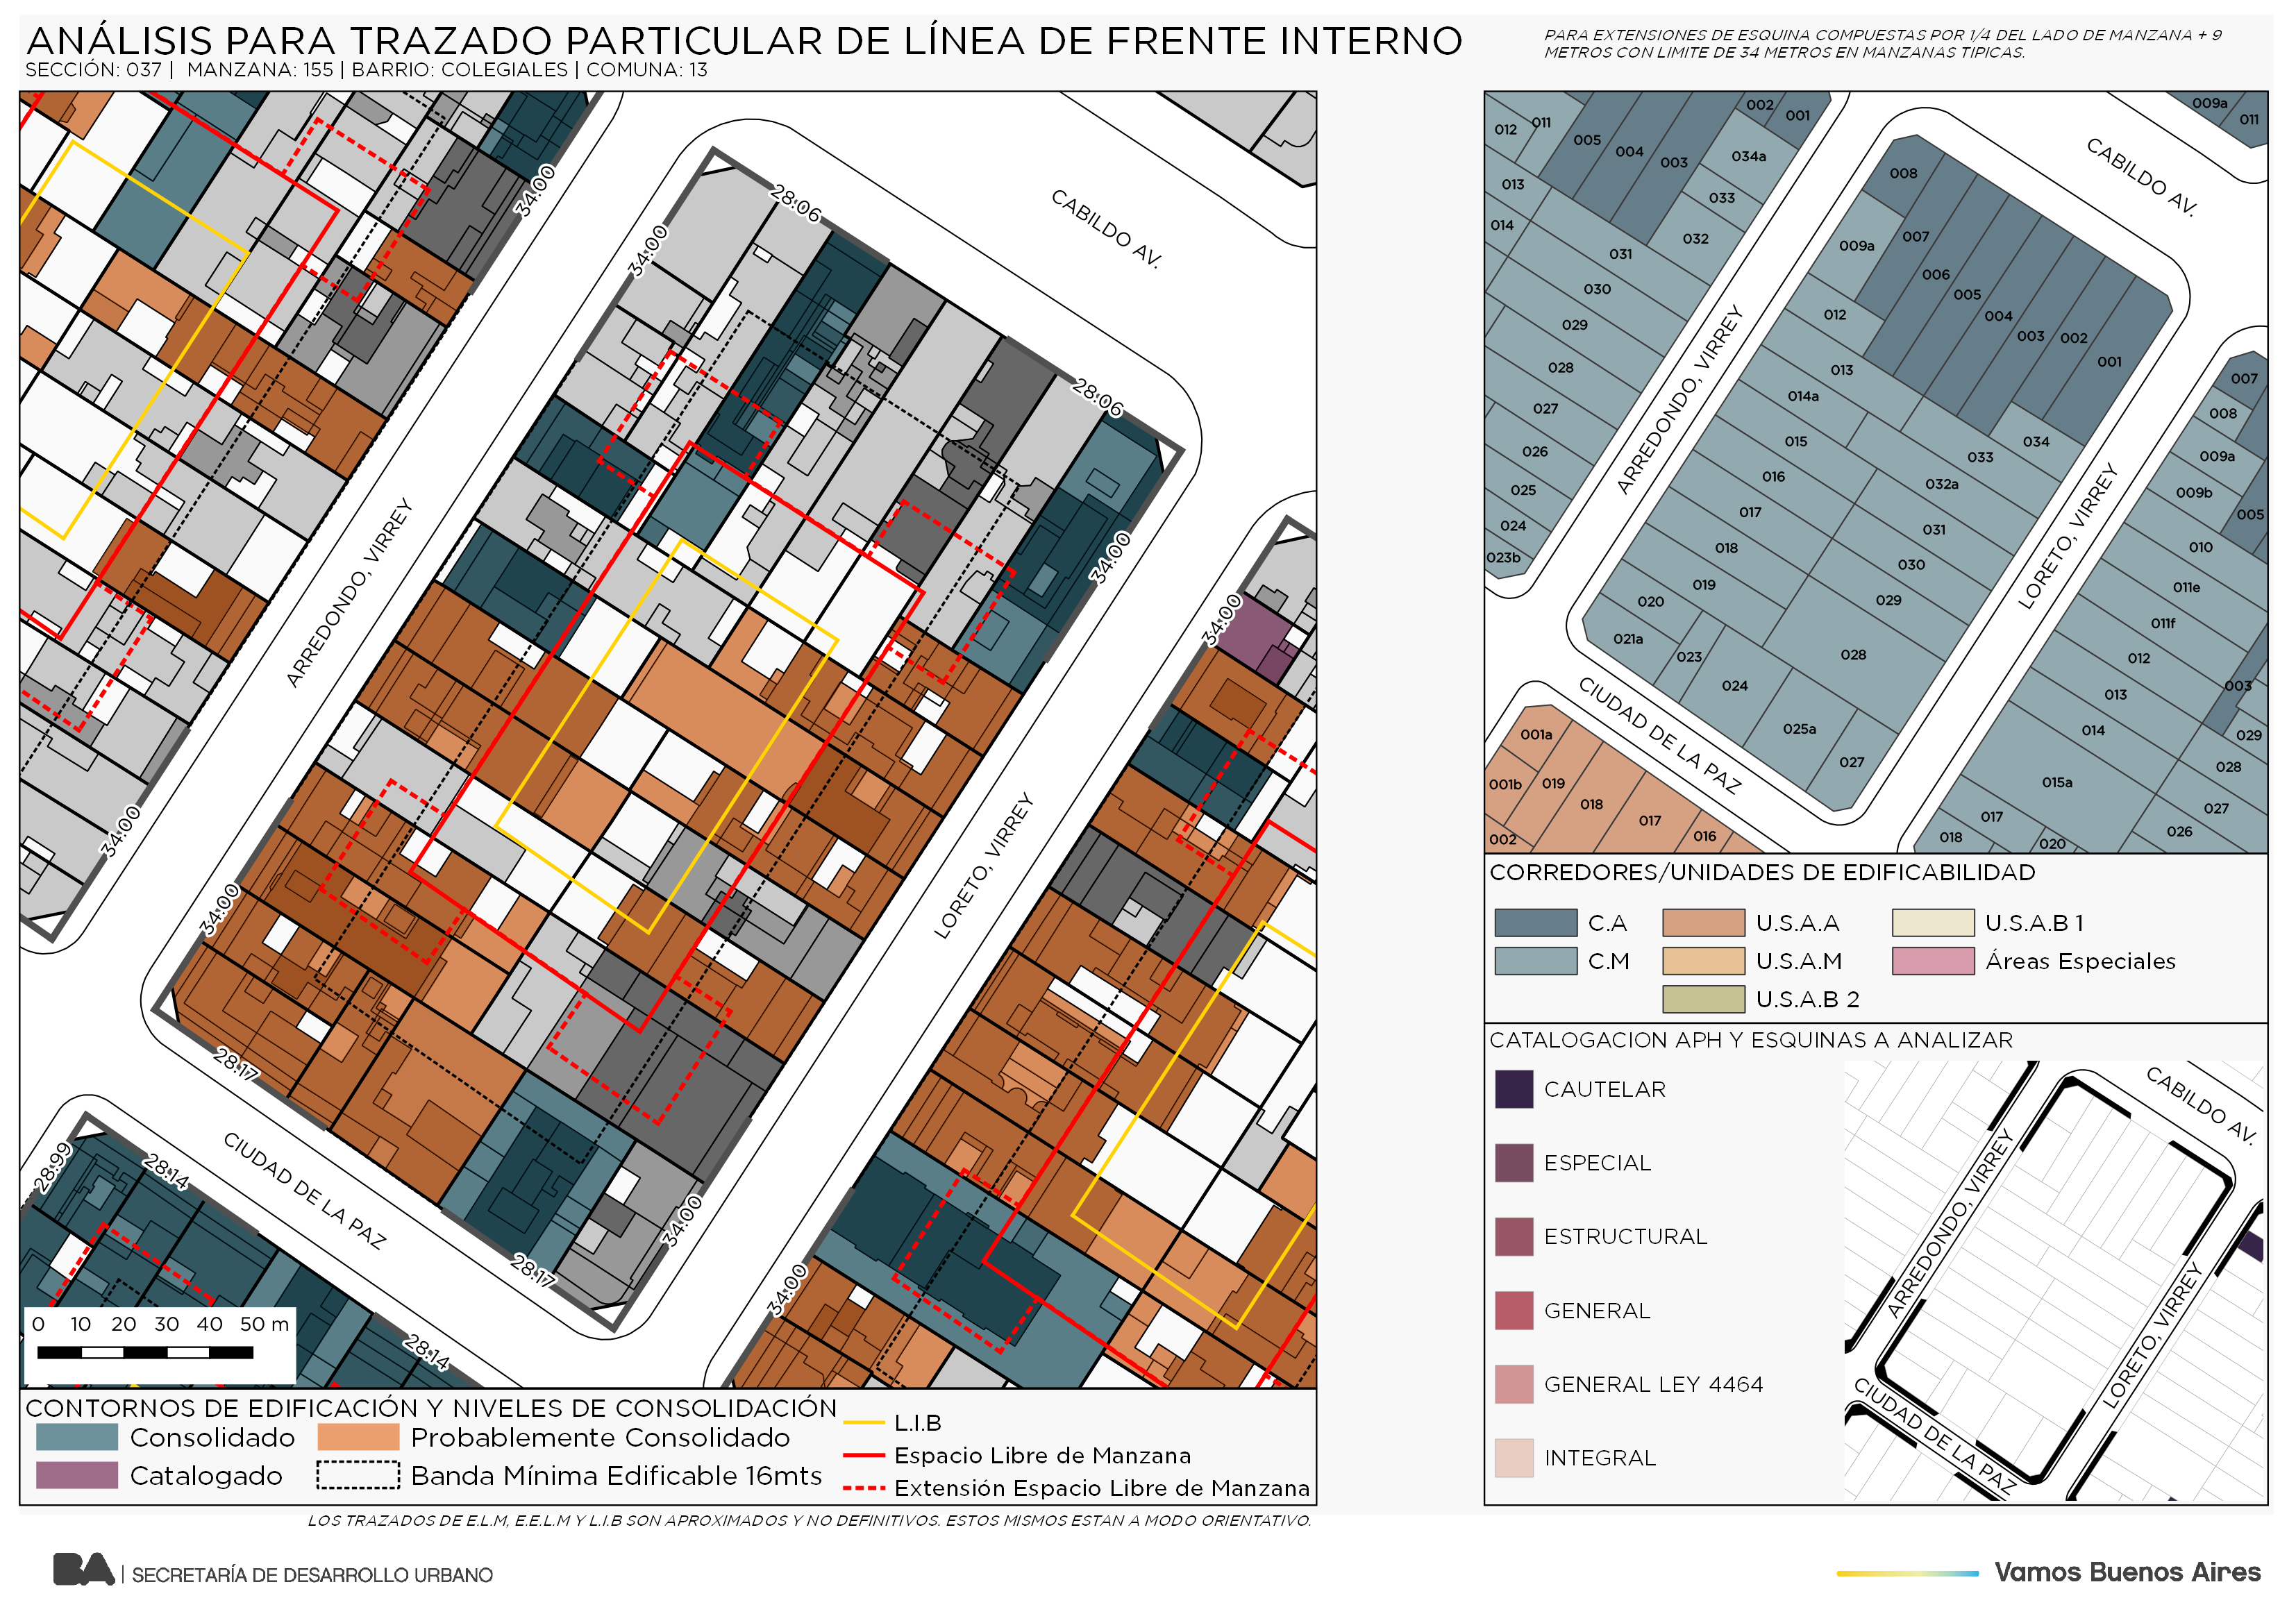 ANÁLISIS PARA TRAZADO PARTICULAR DE LÍNEA DE FRENTE INTERNO
SECCIÓN: 037 | MANZANA: 155 | BARRIO: COLEGIALES | COMUNA: 13
PARA EXTENSIONES DE ESQUINA COMPUESTAS POR 1/4 DEL LADO DE MANZANA + 9
METROS CON LIMITE DE 34 METROS EN MANZANAS TIPICAS.
34:00
28:06
34:00
CABILDO AV.
28:06
34:00
ARREDONDO, VIRREY
34:00
34:00
34:00
LORETO, VIRREY
28:17
28:99
28:14
CIUDAD DE LA PAZ
34:00
28:17
34:00
28:14
0 10 20 30 40 50 m
CONTORNOS DE EDIFICACIÓN Y NIVELES DE CONSOLIDACIÓN
Consolidado
Probablemente Consolidado
Catalogado
Banda Mínima Edificable 16mts
L.I.B
Espacio Libre de Manzana
Extensión Espacio Libre de Manzana
LOS TRAZADOS DE E.L.M, E.E.L.M Y L.I.B SON APROXIMADOS Y NO DEFINITIVOS. ESTOS MISMOS ESTAN A MODO ORIENTATIVO.
002
001
009a
011
012
011
005
004
003
034a
CABILDO AV.
013
033
008
014
032
009a
007
031
006
030
005
012
004
029
003
002
028
013
001
007
027
014a
008
026
015
034
009a
033
025
016
032a
009b
024
017
031
005
023b
018
030
010
019
029
011e
020
011f
021a
023
028
012
024
003
013
025a
014
029
027
028
015a
001a
001b
019
018
017
016
002
017
027
026
018
020
ARREDONDO, VIRREY
LORETO, VIRREY
CIUDAD DE LA PAZ
CORREDORES/UNIDADES DE EDIFICABILIDAD
C.A
U.S.A.A
U.S.A.B 1
C.M
U.S.A.M
Áreas Especiales
U.S.A.B 2
CATALOGACION APH Y ESQUINAS A ANALIZAR
CAUTELAR
ESPECIAL
ESTRUCTURAL
GENERAL
GENERAL LEY 4464
INTEGRAL
CABILDO AV.
ARREDONDO, VIRREY
LORETO, VIRREY
CIUDAD DE LA PAZ
BA | SECRETARÍA DE DESARROLLO URBANO
Vamos Buenos Aires